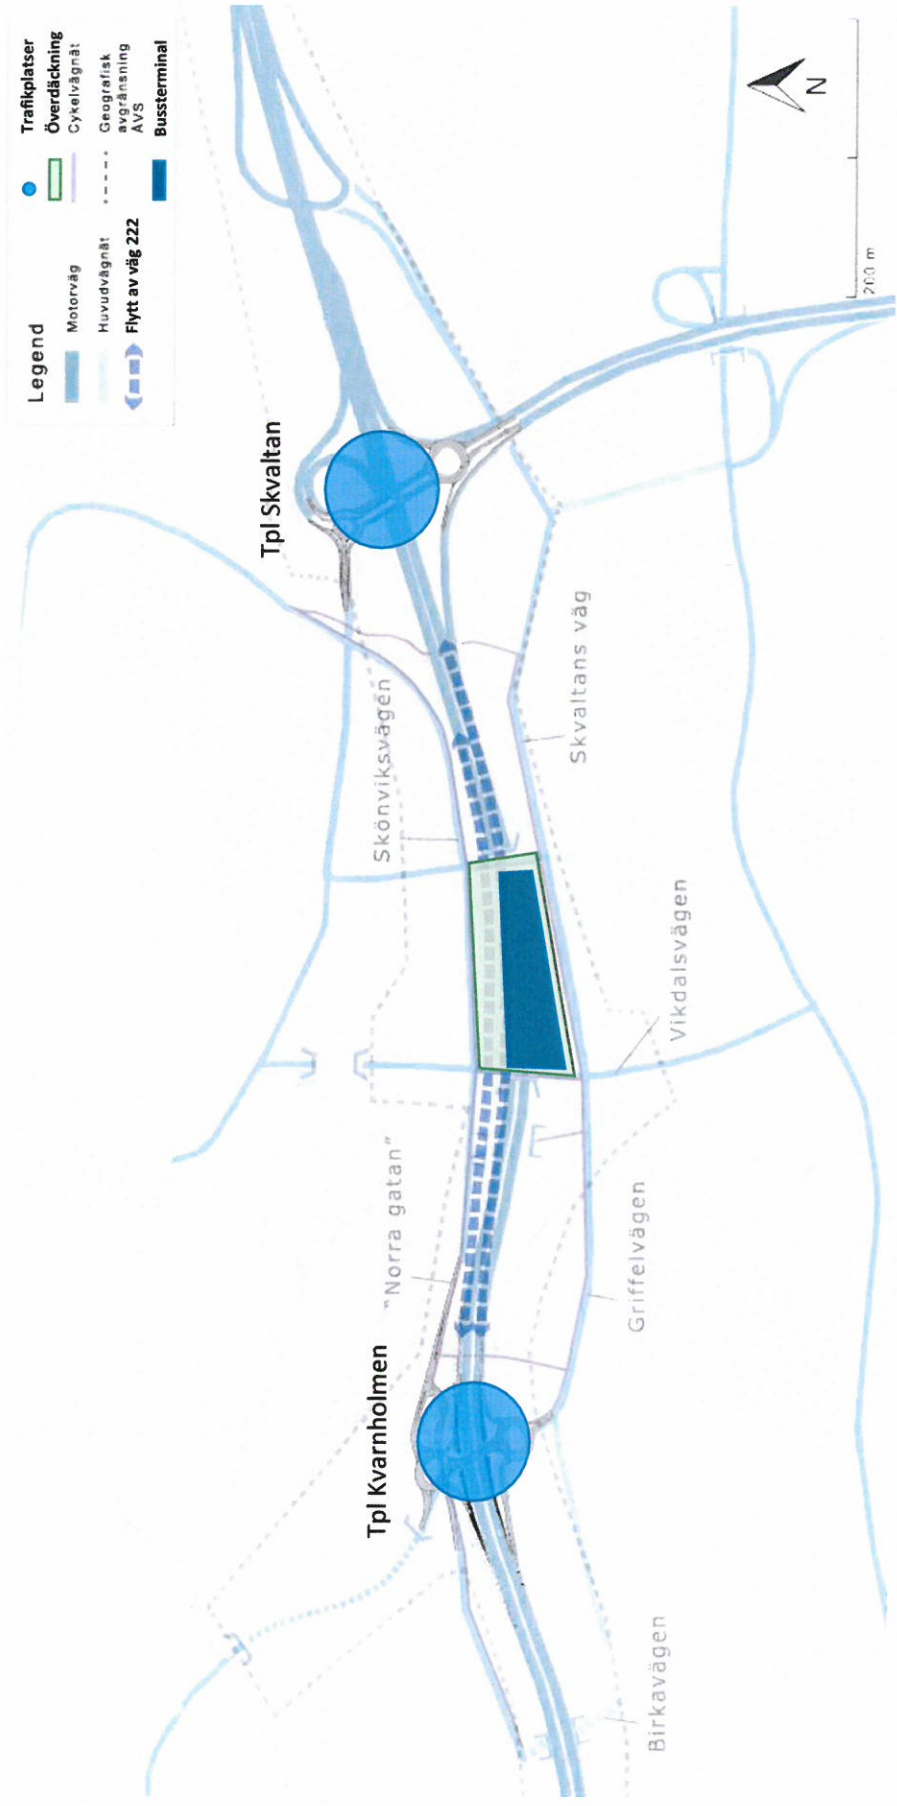 Legend
Motorväg
Huvudvägnät
Flytt av väg 222
Trafikplatser
Överdäckning
Cykelvägnät
Geografisk
avgränsning
ÅVS
Bussterminal
Tpl Skvaltan
Skönviksvägen
Skvaltans väg
Vikdalsvägen
"Norra gatan"
Griffelvägen
Tpl Kvarnholmen
Birkavägen
N
200 m